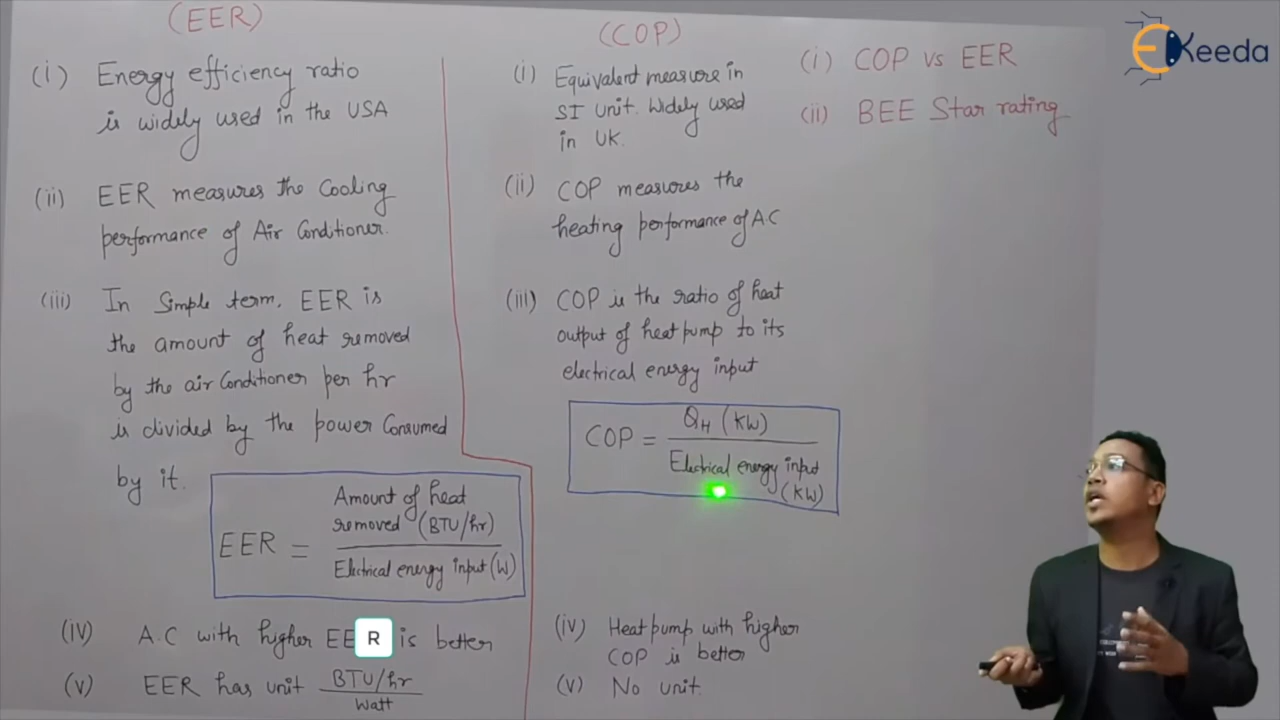 (EER)
(i) Energy efficiency ratio
is widely used in the USA
(ii) EER measures the Cooling
performance of Air Conditioner.
(iii) In Simple term, EER is
the amount of heat removed
by the air Conditioner per hr
is divided by the power Consumed
by it.
EER = Amount of heat
removed (BTU/hr)
Electrical energy input (W)
(iv) A.C with higher EER is better
(v) EER has unit BTU/hr
Watt
(COP)
(i) Equivalent measure in
SI unit. Widely used
in UK.
(ii) COP measures the
heating performance of A.C
(iii) COP is the ratio of heat
output of heat pump to its
electrical energy input
COP = QH (KW)
Electrical energy input
(KW)
(iv) Heat pump with higher
COP is better
(v) No unit.
(i) COP vs EER
(ii) BEE Star rating
EKeeda